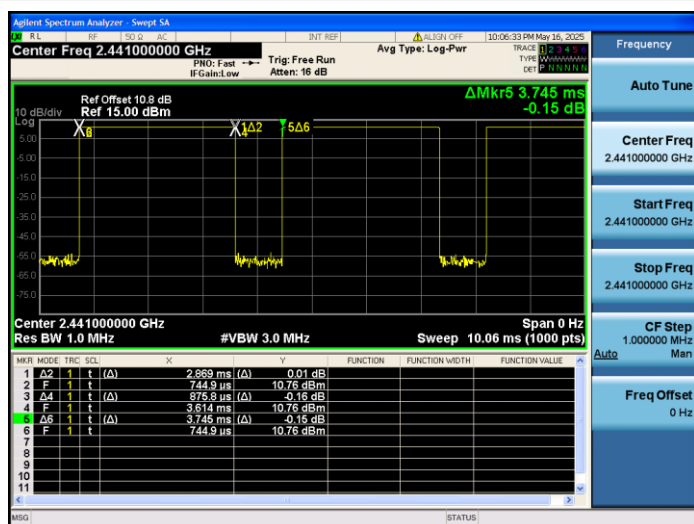 Agilent Spectrum Analyzer - Swept SA
RL RF 50 Ω AC INT REF ALIGN OFF 10:06:33 PM May 16, 2025
Center Freq 2.441000000 GHz
PNO: Fast
IFGain:Low
Trig: Free Run
Atten: 16 dB
Avg Type: Log-Pwr
TRACE 1 2 3 4 5 6
TYPE W
DET P N N N N N
ΔMkr5 3.745 ms
-0.15 dB
Ref Offset 10.8 dB
10 dB/div Ref 15.00 dBm
Log
1Δ2 5Δ6
5.00
-5.00
-15.0
-25.0
-35.0
-45.0
-55.0
-65.0
-75.0
Center 2.441000000 GHz Span 0 Hz
Res BW 1.0 MHz #VBW 3.0 MHz Sweep 10.06 ms (1000 pts)
MKR MODE TRC SCL X Y FUNCTION FUNCTION WIDTH FUNCTION VALUE
1 Δ2 1 t (Δ) 2.869 ms (Δ) 0.01 dB
2 F 1 t 744.9 µs 10.76 dBm
3 Δ4 1 t (Δ) 875.8 µs (Δ) -0.16 dB
4 F 1 t 3.614 ms 10.76 dBm
5 Δ6 1 t (Δ) 3.745 ms (Δ) -0.15 dB
6 F 1 t 744.9 µs 10.76 dBm
7
8
9
10
11
MSG STATUS
Frequency
Auto Tune
Center Freq
2.441000000 GHz
Start Freq
2.441000000 GHz
Stop Freq
2.441000000 GHz
CF Step
1.000000 MHz
Auto Man
Freq Offset
0 Hz